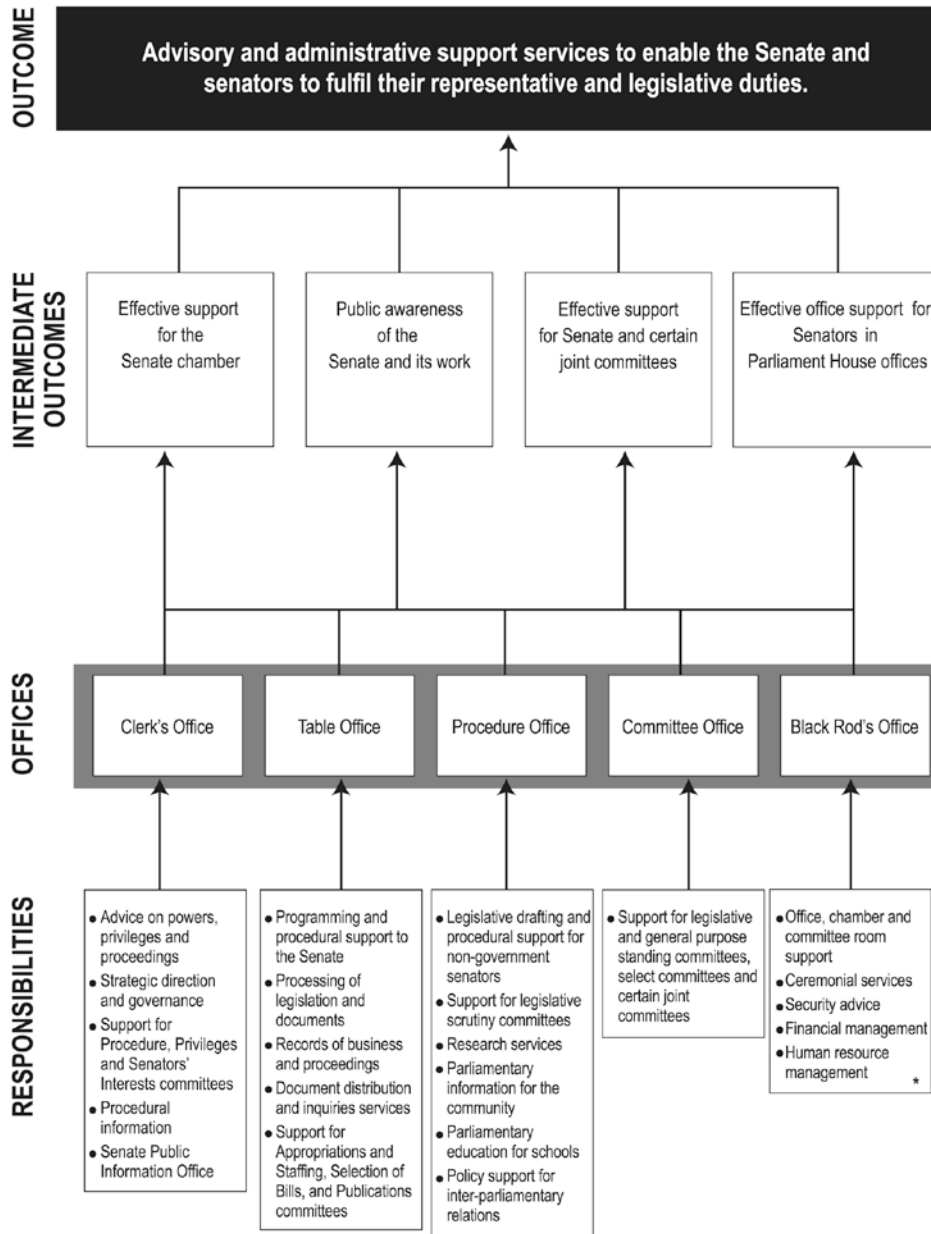 OUTCOME
Advisory and administrative support services to enable the Senate and
senators to fulfil their representative and legislative duties.
INTERMEDIATE
OUTCOMES
Effective support
for the
Senate chamber
Public awareness
of the
Senate and its work
Effective support
for Senate and certain
joint committees
Effective office support for
Senators in
Parliament House offices
OFFICES
Clerk's Office
Table Office
Procedure Office
Committee Office
Black Rod's Office
RESPONSIBILITIES
● Advice on powers,
privileges and
proceedings
● Strategic direction
and governance
● Support for
Procedure, Privileges
and Senators'
Interests committees
● Procedural
information
● Senate Public
Information Office
● Programming and
procedural support to
the Senate
● Processing of
legislation and
documents
● Records of business
and proceedings
● Document distribution
and inquiries services
● Support for
Appropriations and
Staffing, Selection of
Bills, and Publications
committees
● Legislative drafting and
procedural support for
non-government
senators
● Support for legislative
scrutiny committees
● Research services
● Parliamentary
information for the
community
● Parliamentary
education for schools
● Policy support for
inter-parliamentary
relations
● Support for legislative
and general purpose
standing committees,
select committees and
certain joint
committees
● Office, chamber and
committee room
support
● Ceremonial services
● Security advice
● Financial management
● Human resource
management *